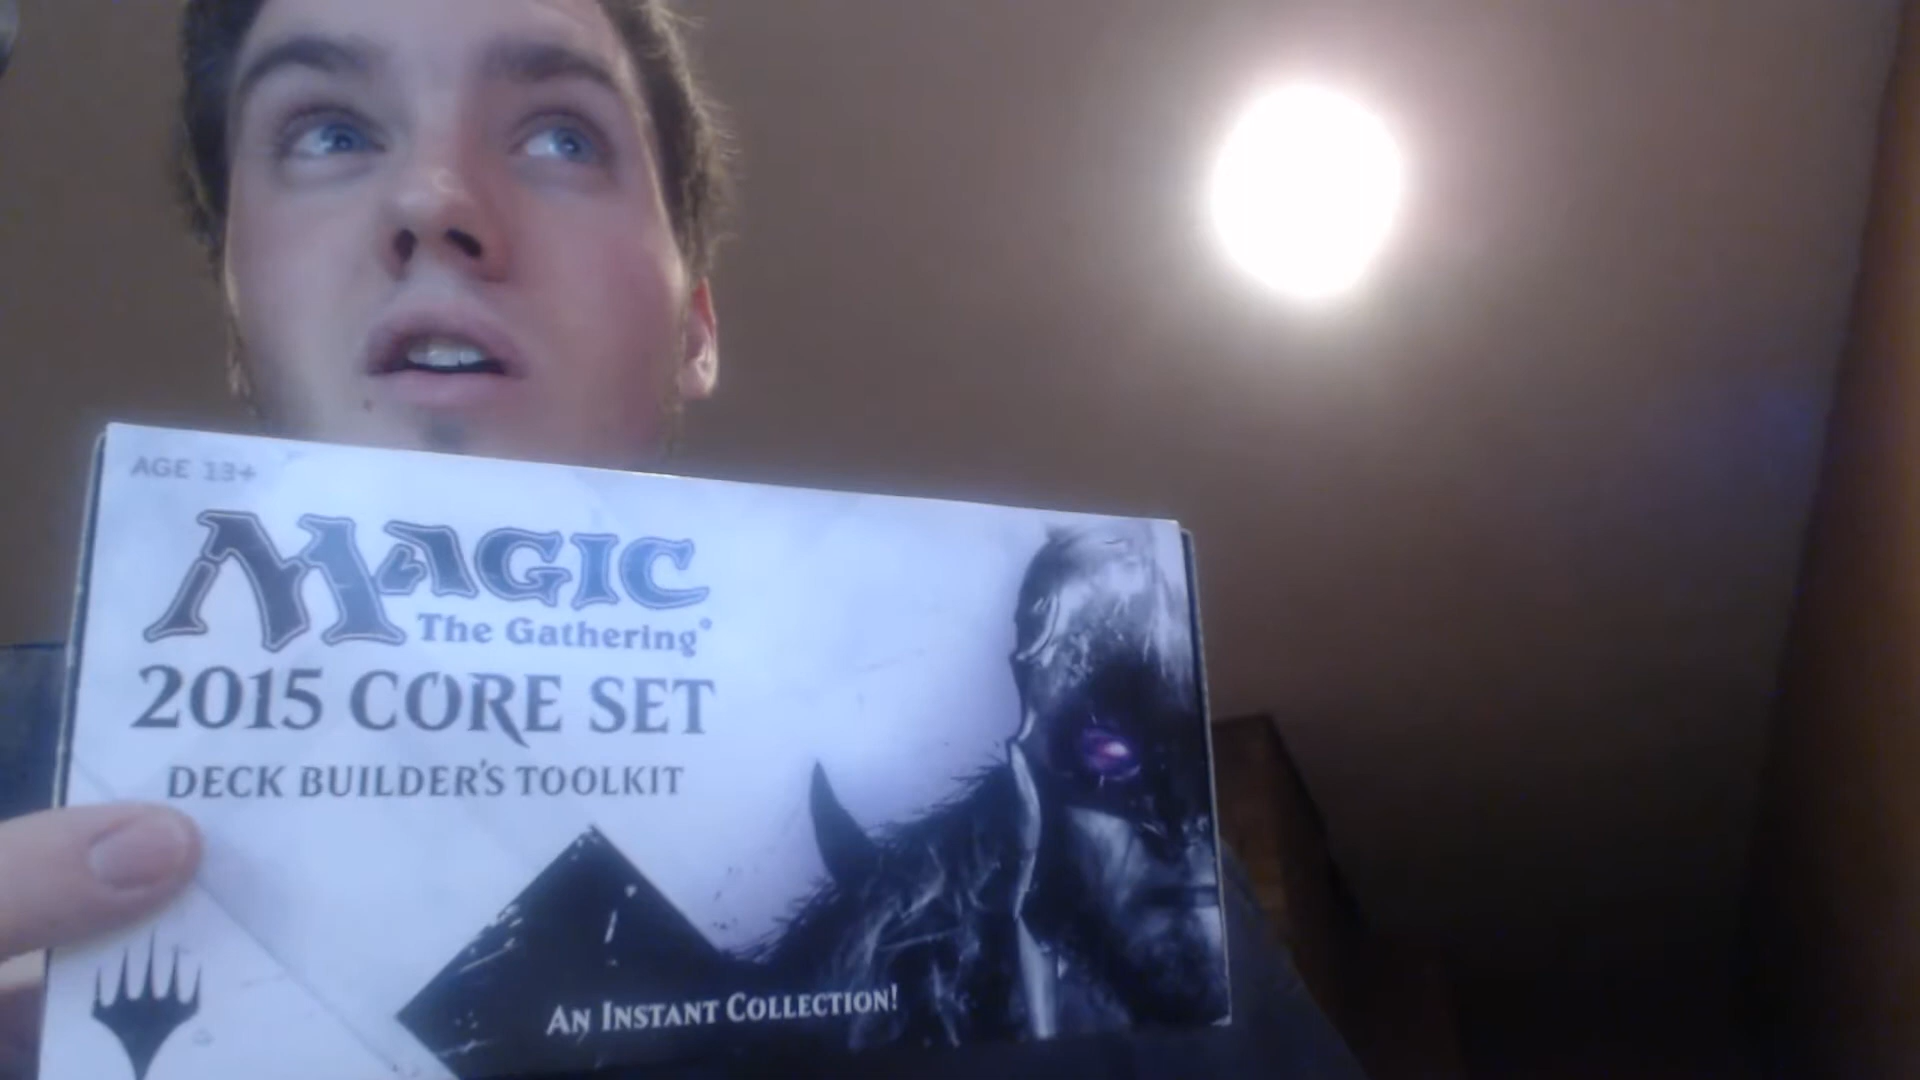 AGE 13+
MAGIC
The Gathering®
2015 CORE SET
DECK BUILDER'S TOOLKIT
AN INSTANT COLLECTION!